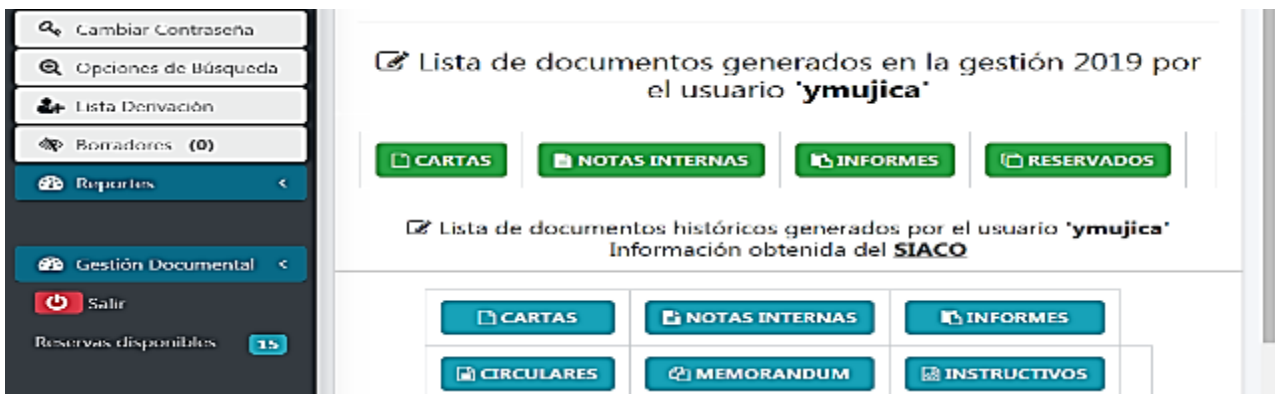 Cambiar Contraseña
Opciones de Búsqueda
Lista Derivación
Borradores (0)
Reportes
Gestión Documental
Salir
Reservas disponibles 15
Lista de documentos generados en la gestión 2019 por
el usuario 'ymujica'
CARTAS NOTAS INTERNAS INFORMES RESERVADOS
Lista de documentos históricos generados por el usuario 'ymujica'
Información obtenida del SIACO
CARTAS NOTAS INTERNAS INFORMES
CIRCULARES MEMORANDUM INSTRUCTIVOS